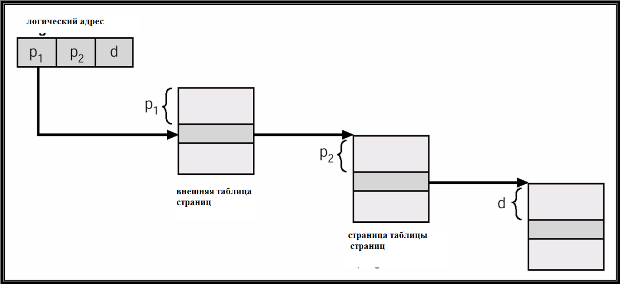 логический адрес
p1 p2 d
p1
внешняя таблица
страниц
p2
страница таблицы
страниц
d